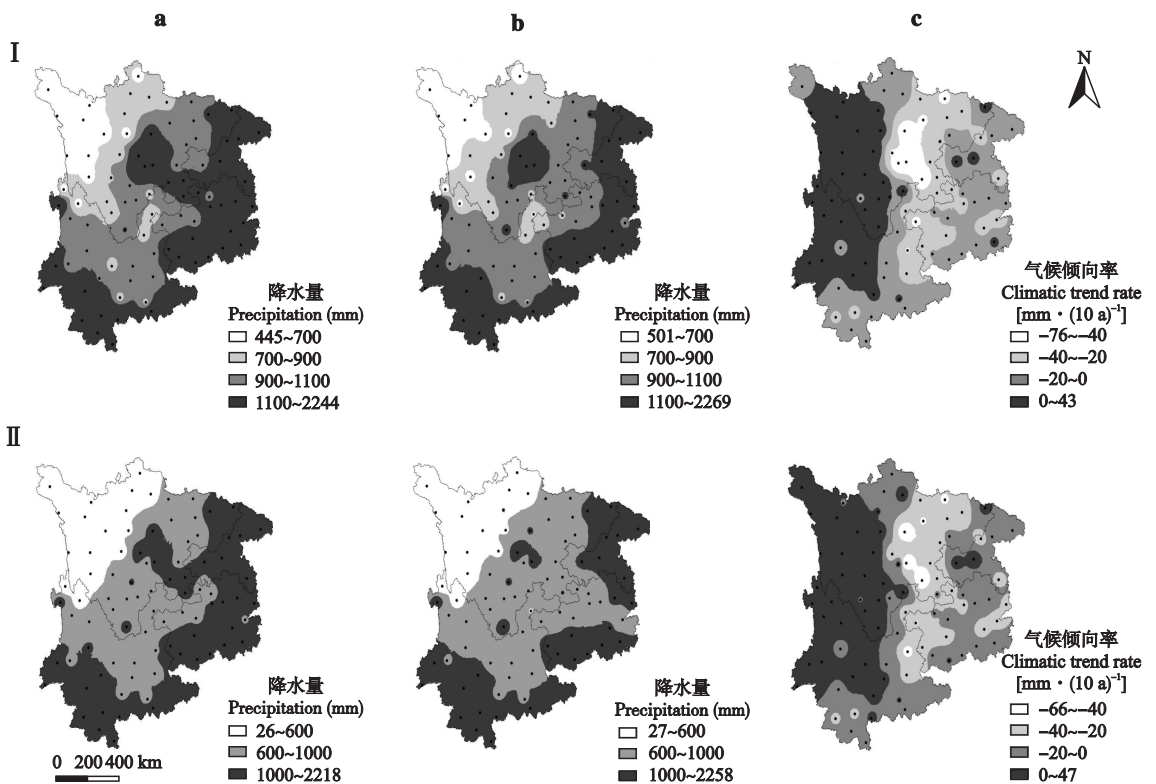 a
b
c
I
N
降水量
Precipitation (mm)
445~700
700~900
900~1100
1100~2244
降水量
Precipitation (mm)
501~700
700~900
900~1100
1100~2269
气候倾向率
Climatic trend rate
[mm·(10 a)⁻¹]
−76~−40
−40~−20
−20~0
0~43
II
降水量
Precipitation (mm)
26~600
600~1000
1000~2218
0 200 400 km
降水量
Precipitation (mm)
27~600
600~1000
1000~2258
气候倾向率
Climatic trend rate
[mm·(10 a)⁻¹]
−66~−40
−40~−20
−20~0
0~47